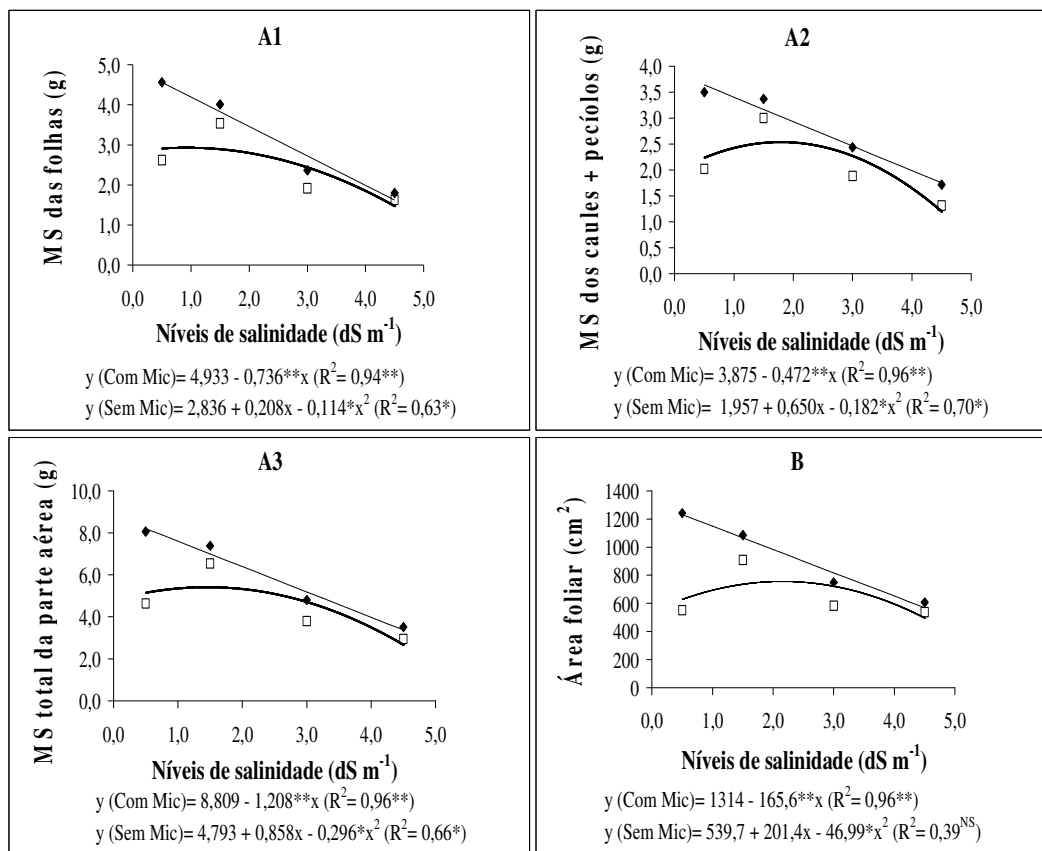 A1
MS das folhas (g)
5,0
4,0
3,0
2,0
1,0
0,0
0,0 1,0 2,0 3,0 4,0 5,0
Níveis de salinidade (dS m⁻¹)
y (Com Mic)= 4,933 - 0,736**x (R²= 0,94**)
y (Sem Mic)= 2,836 + 0,208x - 0,114*x² (R²= 0,63*)
A2
MS dos caules + pecíolos (g)
4,0
3,5
3,0
2,5
2,0
1,5
1,0
0,5
0,0
0,0 1,0 2,0 3,0 4,0 5,0
Níveis de salinidade (dS m⁻¹)
y (Com Mic)= 3,875 - 0,472**x (R²= 0,96**)
y (Sem Mic)= 1,957 + 0,650x - 0,182*x² (R²= 0,70*)
A3
MS total da parte aérea (g)
10,0
8,0
6,0
4,0
2,0
0,0
0,0 1,0 2,0 3,0 4,0 5,0
Níveis de salinidade (dS m⁻¹)
y (Com Mic)= 8,809 - 1,208**x (R²= 0,96**)
y (Sem Mic)= 4,793 + 0,858x - 0,296*x² (R²= 0,66*)
B
Área foliar (cm²)
1400
1200
1000
800
600
400
200
0
0,0 1,0 2,0 3,0 4,0 5,0
Níveis de salinidade (dS m⁻¹)
y (Com Mic)= 1314 - 165,6**x (R²= 0,96**)
y (Sem Mic)= 539,7 + 201,4x - 46,99*x² (R²= 0,39ᴺˢ)